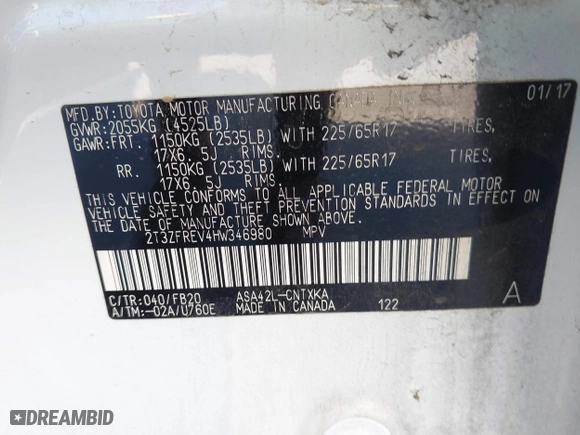 MFD.BY:TOYOTA MOTOR MANUFACTURING CANADA INC. 01/17
GVWR:2055KG (4525LB)
GAWR:FRT. 1150KG (2535LB) WITH 225/65R17 TIRES,
17X6. 5J RIMS.
RR. 1150KG (2535LB) WITH 225/65R17 TIRES,
17X6. 5J RIMS.
THIS VEHICLE CONFORMS TO ALL APPLICABLE FEDERAL MOTOR
VEHICLE SAFETY AND THEFT PREVENTION STANDARDS IN EFFECT ON
THE DATE OF MANUFACTURE SHOWN ABOVE.
2T3ZFREV4HW346980 MPV
C/TR:040/FB20 ASA42L-CNTXKA A
A/TM:-02A/U760E MADE IN CANADA 122
DREAMBID